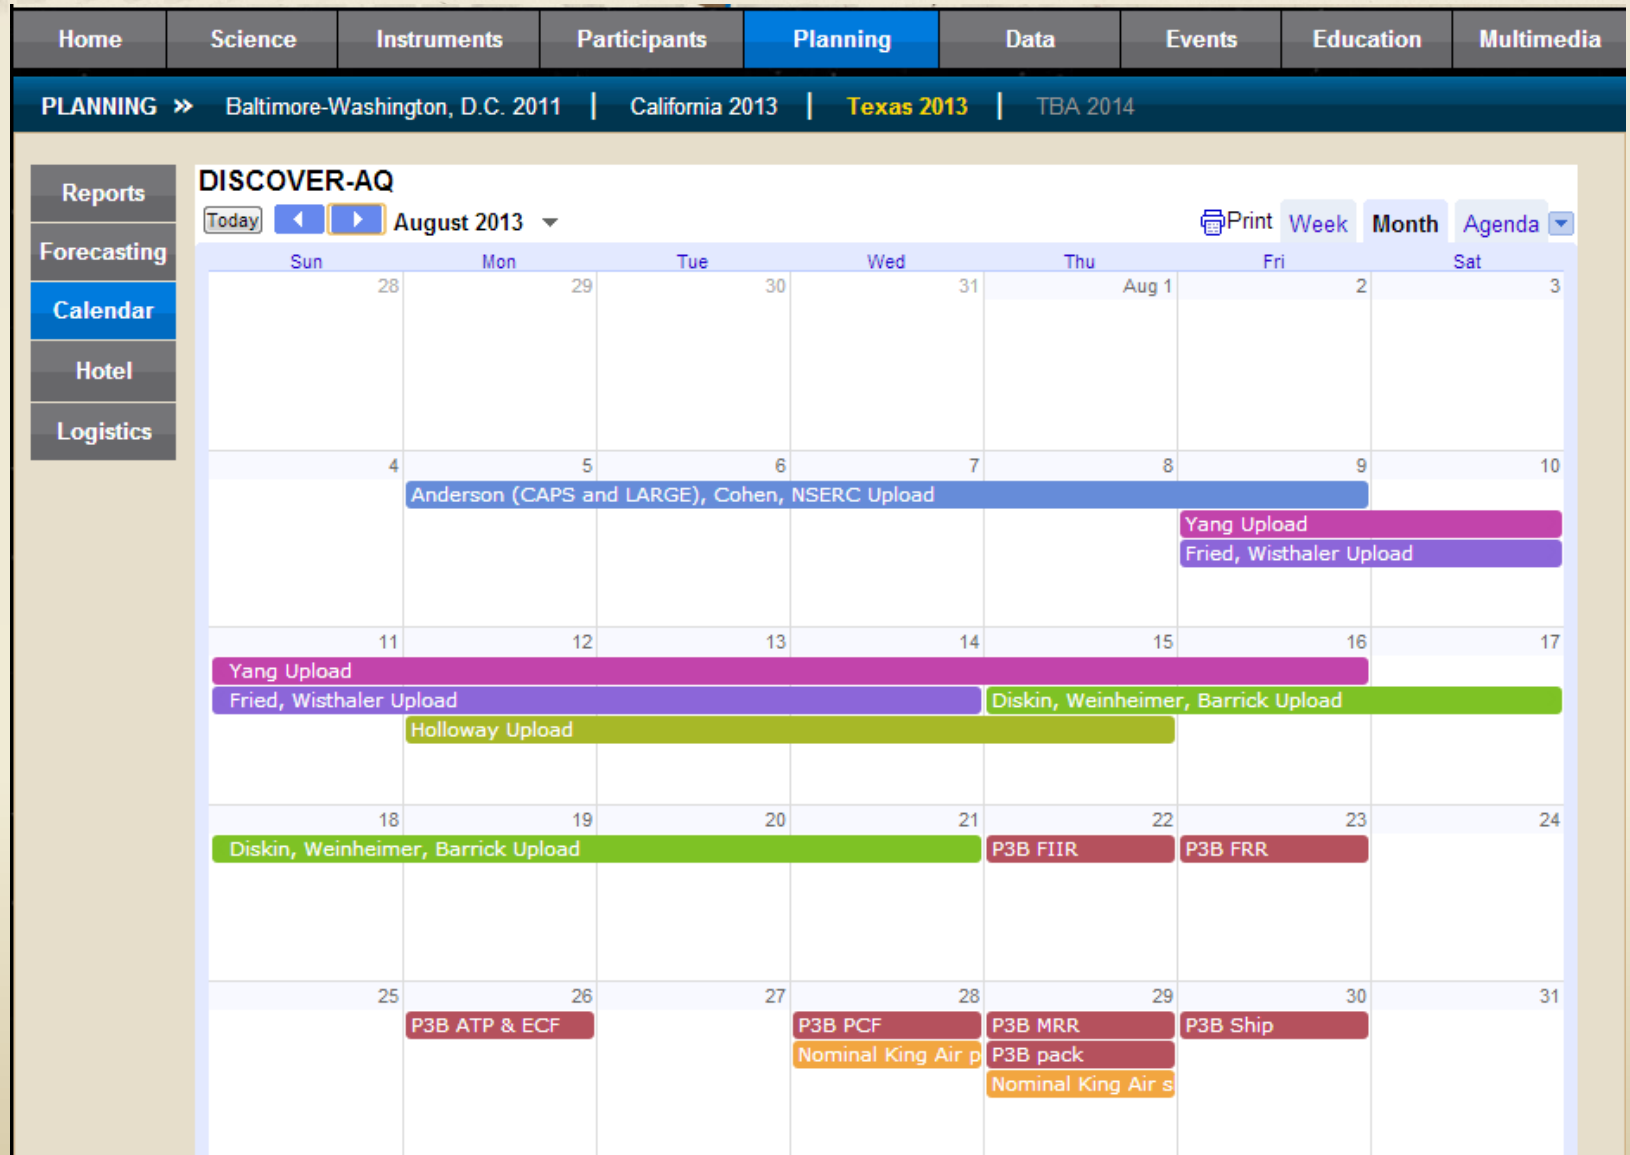 Home Science Instruments Participants Planning Data Events Education Multimedia
PLANNING » Baltimore-Washington, D.C. 2011 | California 2013 | Texas 2013 | TBA 2014
Reports
Forecasting
Calendar
Hotel
Logistics
DISCOVER-AQ
Today August 2013 Print Week Month Agenda
Sun Mon Tue Wed Thu Fri Sat
28 29 30 31 Aug 1 2 3
4 5 6 7 8 9 10
Anderson (CAPS and LARGE), Cohen, NSERC Upload
Yang Upload
Fried, Wisthaler Upload
11 12 13 14 15 16 17
Yang Upload
Fried, Wisthaler Upload Diskin, Weinheimer, Barrick Upload
Holloway Upload
18 19 20 21 22 23 24
Diskin, Weinheimer, Barrick Upload P3B FIIR P3B FRR
25 26 27 28 29 30 31
P3B ATP & ECF P3B PCF P3B MRR P3B Ship
Nominal King Air p P3B pack
Nominal King Air s